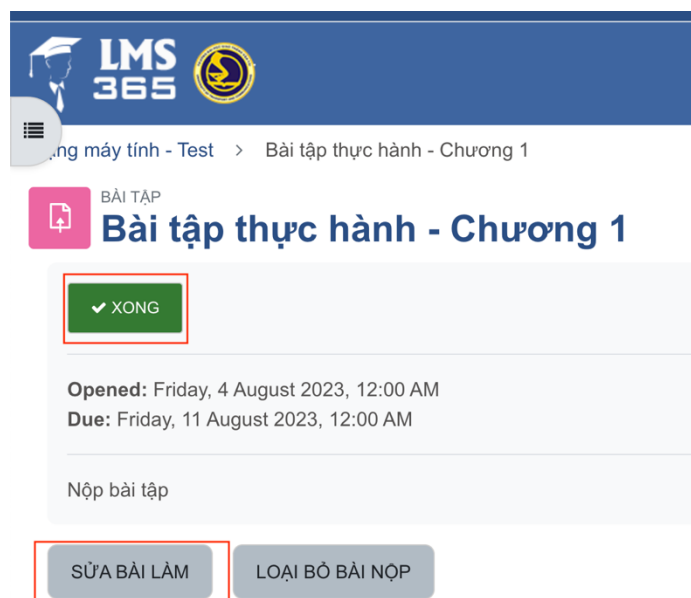 LMS
365
ng máy tính - Test > Bài tập thực hành - Chương 1
BÀI TẬP
Bài tập thực hành - Chương 1
✔ XONG
Opened: Friday, 4 August 2023, 12:00 AM
Due: Friday, 11 August 2023, 12:00 AM
Nộp bài tập
SỬA BÀI LÀM
LOẠI BỎ BÀI NỘP